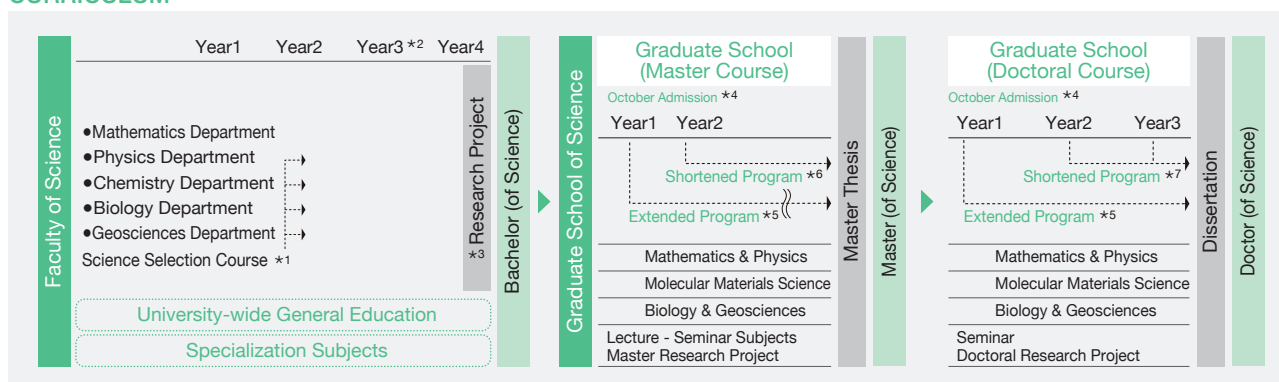 CURRICULUM
Faculty of Science
Year1 Year2 Year3 *2 Year4
●Mathematics Department
●Physics Department
●Chemistry Department
●Biology Department
●Geosciences Department
Science Selection Course *1
*3 Research Project
University-wide General Education
Specialization Subjects
Bachelor (of Science)
Graduate School of Science
Graduate School
(Master Course)
October Admission *4
Year1 Year2
Shortened Program *6
Extended Program *5
Mathematics & Physics
Molecular Materials Science
Biology & Geosciences
Lecture - Seminar Subjects
Master Research Project
Master Thesis
Master (of Science)
Graduate School
(Doctoral Course)
October Admission *4
Year1 Year2 Year3
Shortened Program *7
Extended Program *5
Mathematics & Physics
Molecular Materials Science
Biology & Geosciences
Seminar
Doctoral Research Project
Dissertation
Doctor (of Science)